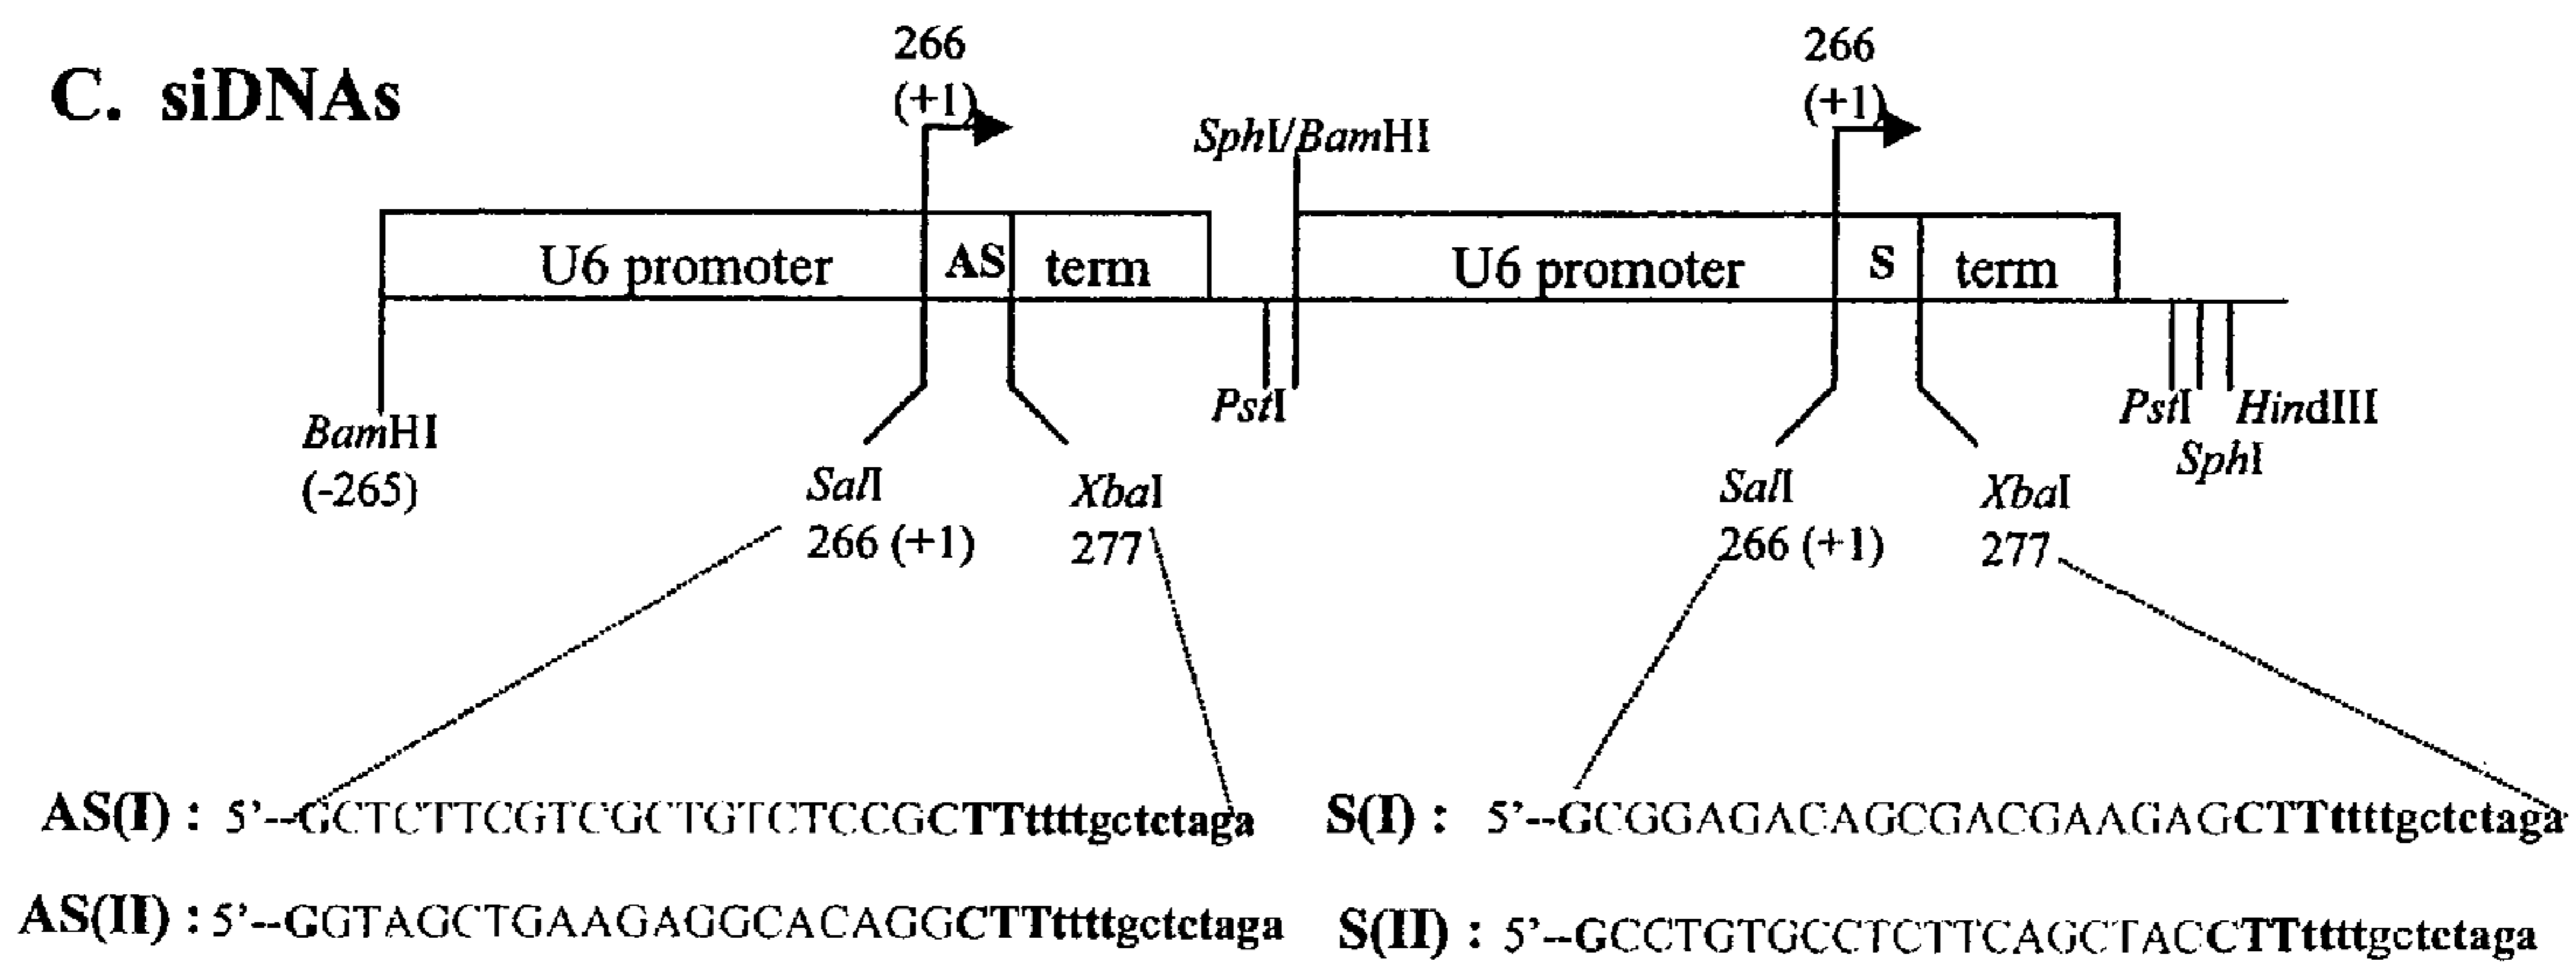 C. siDNAs
266 266
(+1) (+1)
SphI/BamHI
U6 promoter AS term U6 promoter S term
BamHI PstI PstI HindIII
(-265) SphI
SalI XbaI SalI XbaI
266 (+1) 277 266 (+1) 277
AS(I) : 5'--GCTCTTCGTCGCTGTCTCCGCTTttttgctctaga S(I) : 5'--GCGGAGACAGCGACGAAGAGCTTttttgctctaga
AS(II) : 5'--GGTAGCTGAAGAGGCACAGGCTTttttgctctaga S(II) : 5'--GCCTGTGCCTCTTCAGCTACCCTTttttgctctaga